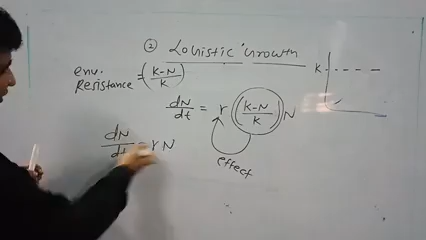 ② Logistic Growth
env. Resistance = (K-N/K)
dN/dt = r (K-N/K) N
effect
dN/dt = rN
K